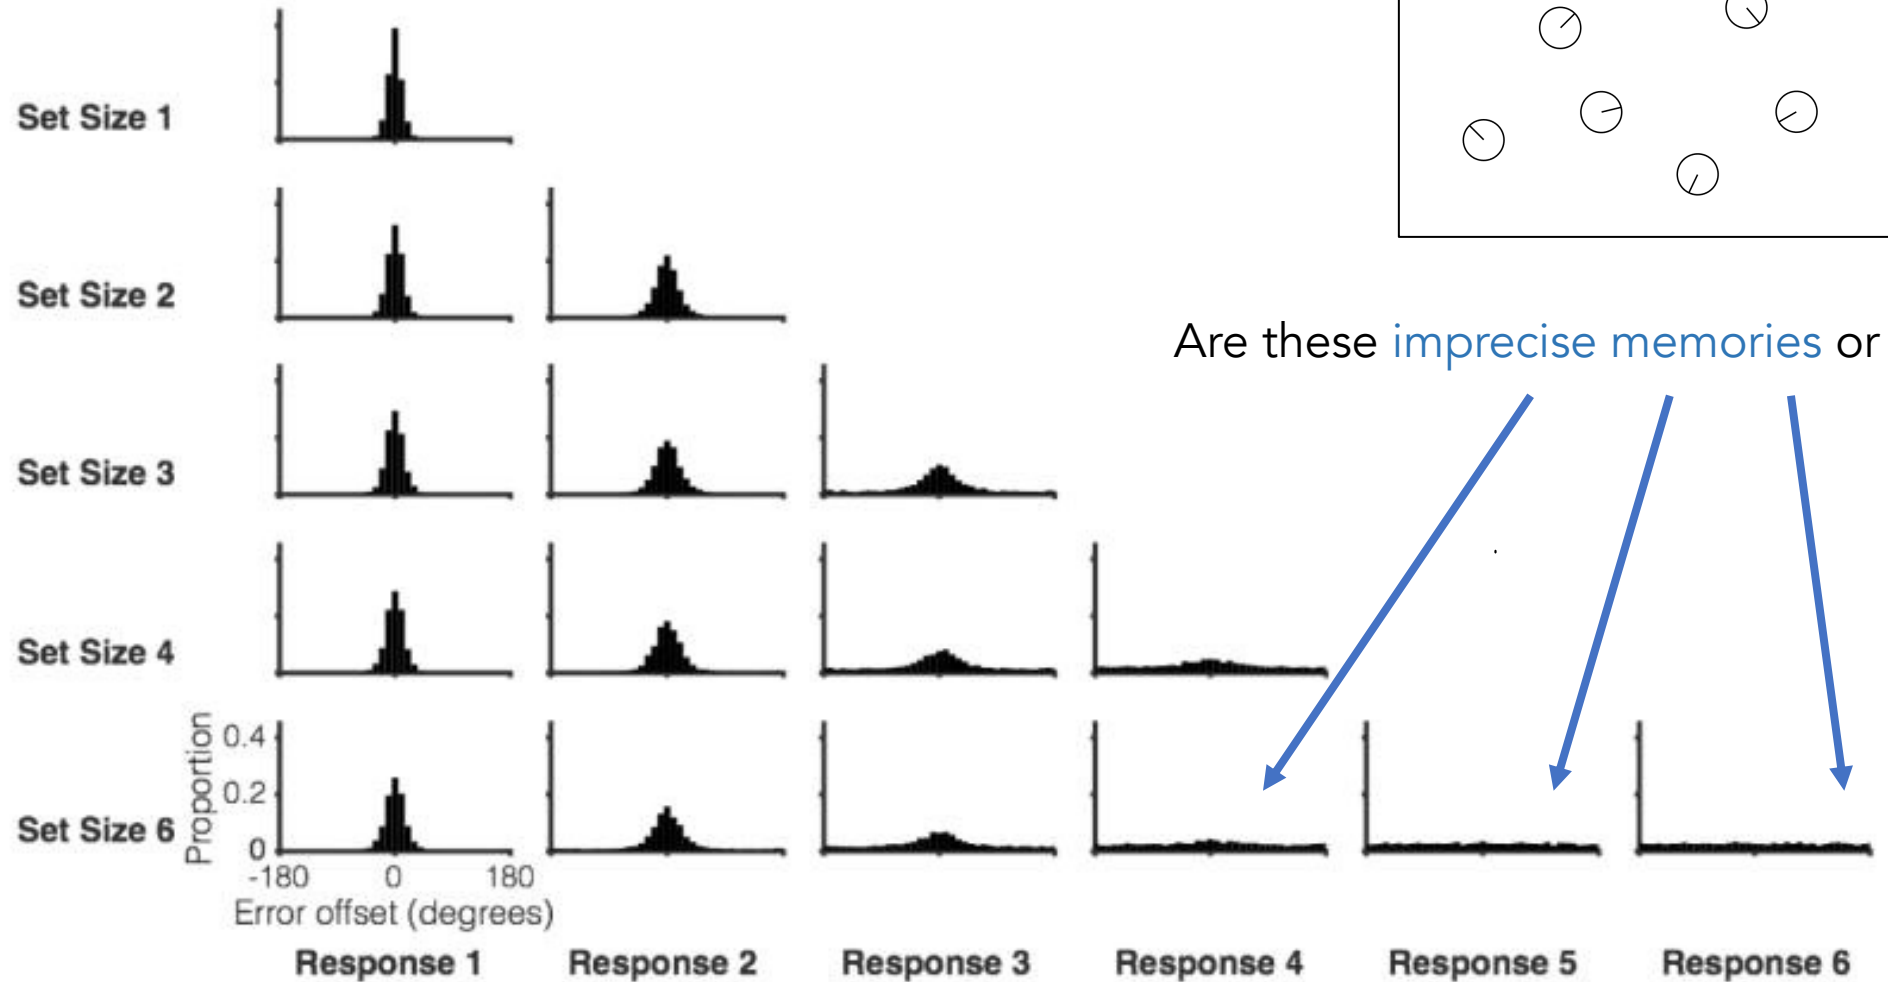 Set Size 1
Set Size 2
Are these imprecise memories or
Set Size 3
Set Size 4
Set Size 6
Proportion
0.4
0.2
0
-180 0 180
Error offset (degrees)
Response 1 Response 2 Response 3 Response 4 Response 5 Response 6